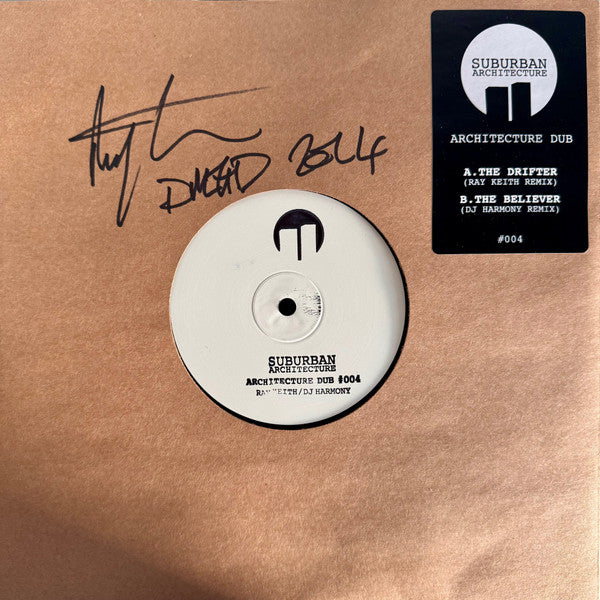 DREAD
SUBURBAN
ARCHITECTURE
ARCHITECTURE DUB
A.THE DRIFTER
(RAY KEITH REMIX)
B.THE BELIEVER
(DJ HARMONY REMIX)
#004
SUBURBAN
ARCHITECTURE
ARCHITECTURE DUB #004
RAY KEITH/DJ HARMONY